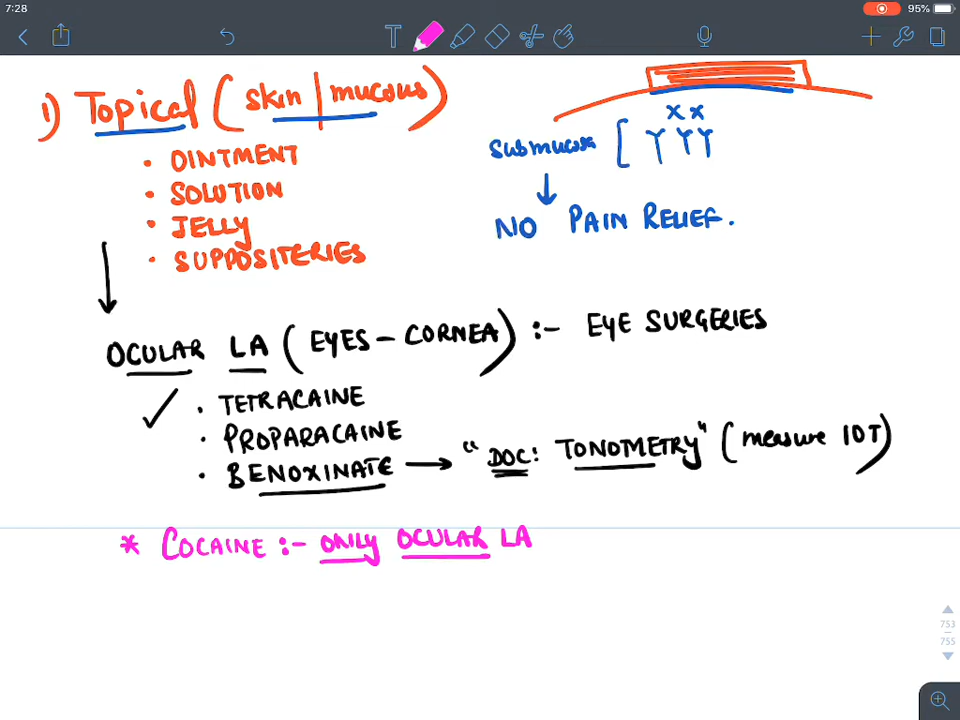 7:28
95%
T
1) Topical (skin | mucous)
• OINTMENT
• SOLUTION
• JELLY
• SUPPOSITERIES
x x
Submucosa
NO PAIN RELIEF.
OCULAR LA (EYES – CORNEA) :- EYE SURGERIES
• TETRACAINE
• PROPARACAINE
• BENOXINATE → "DOC: TONOMETRY" (measure IOT)
* COCAINE :- ONLY OCULAR LA
753
755